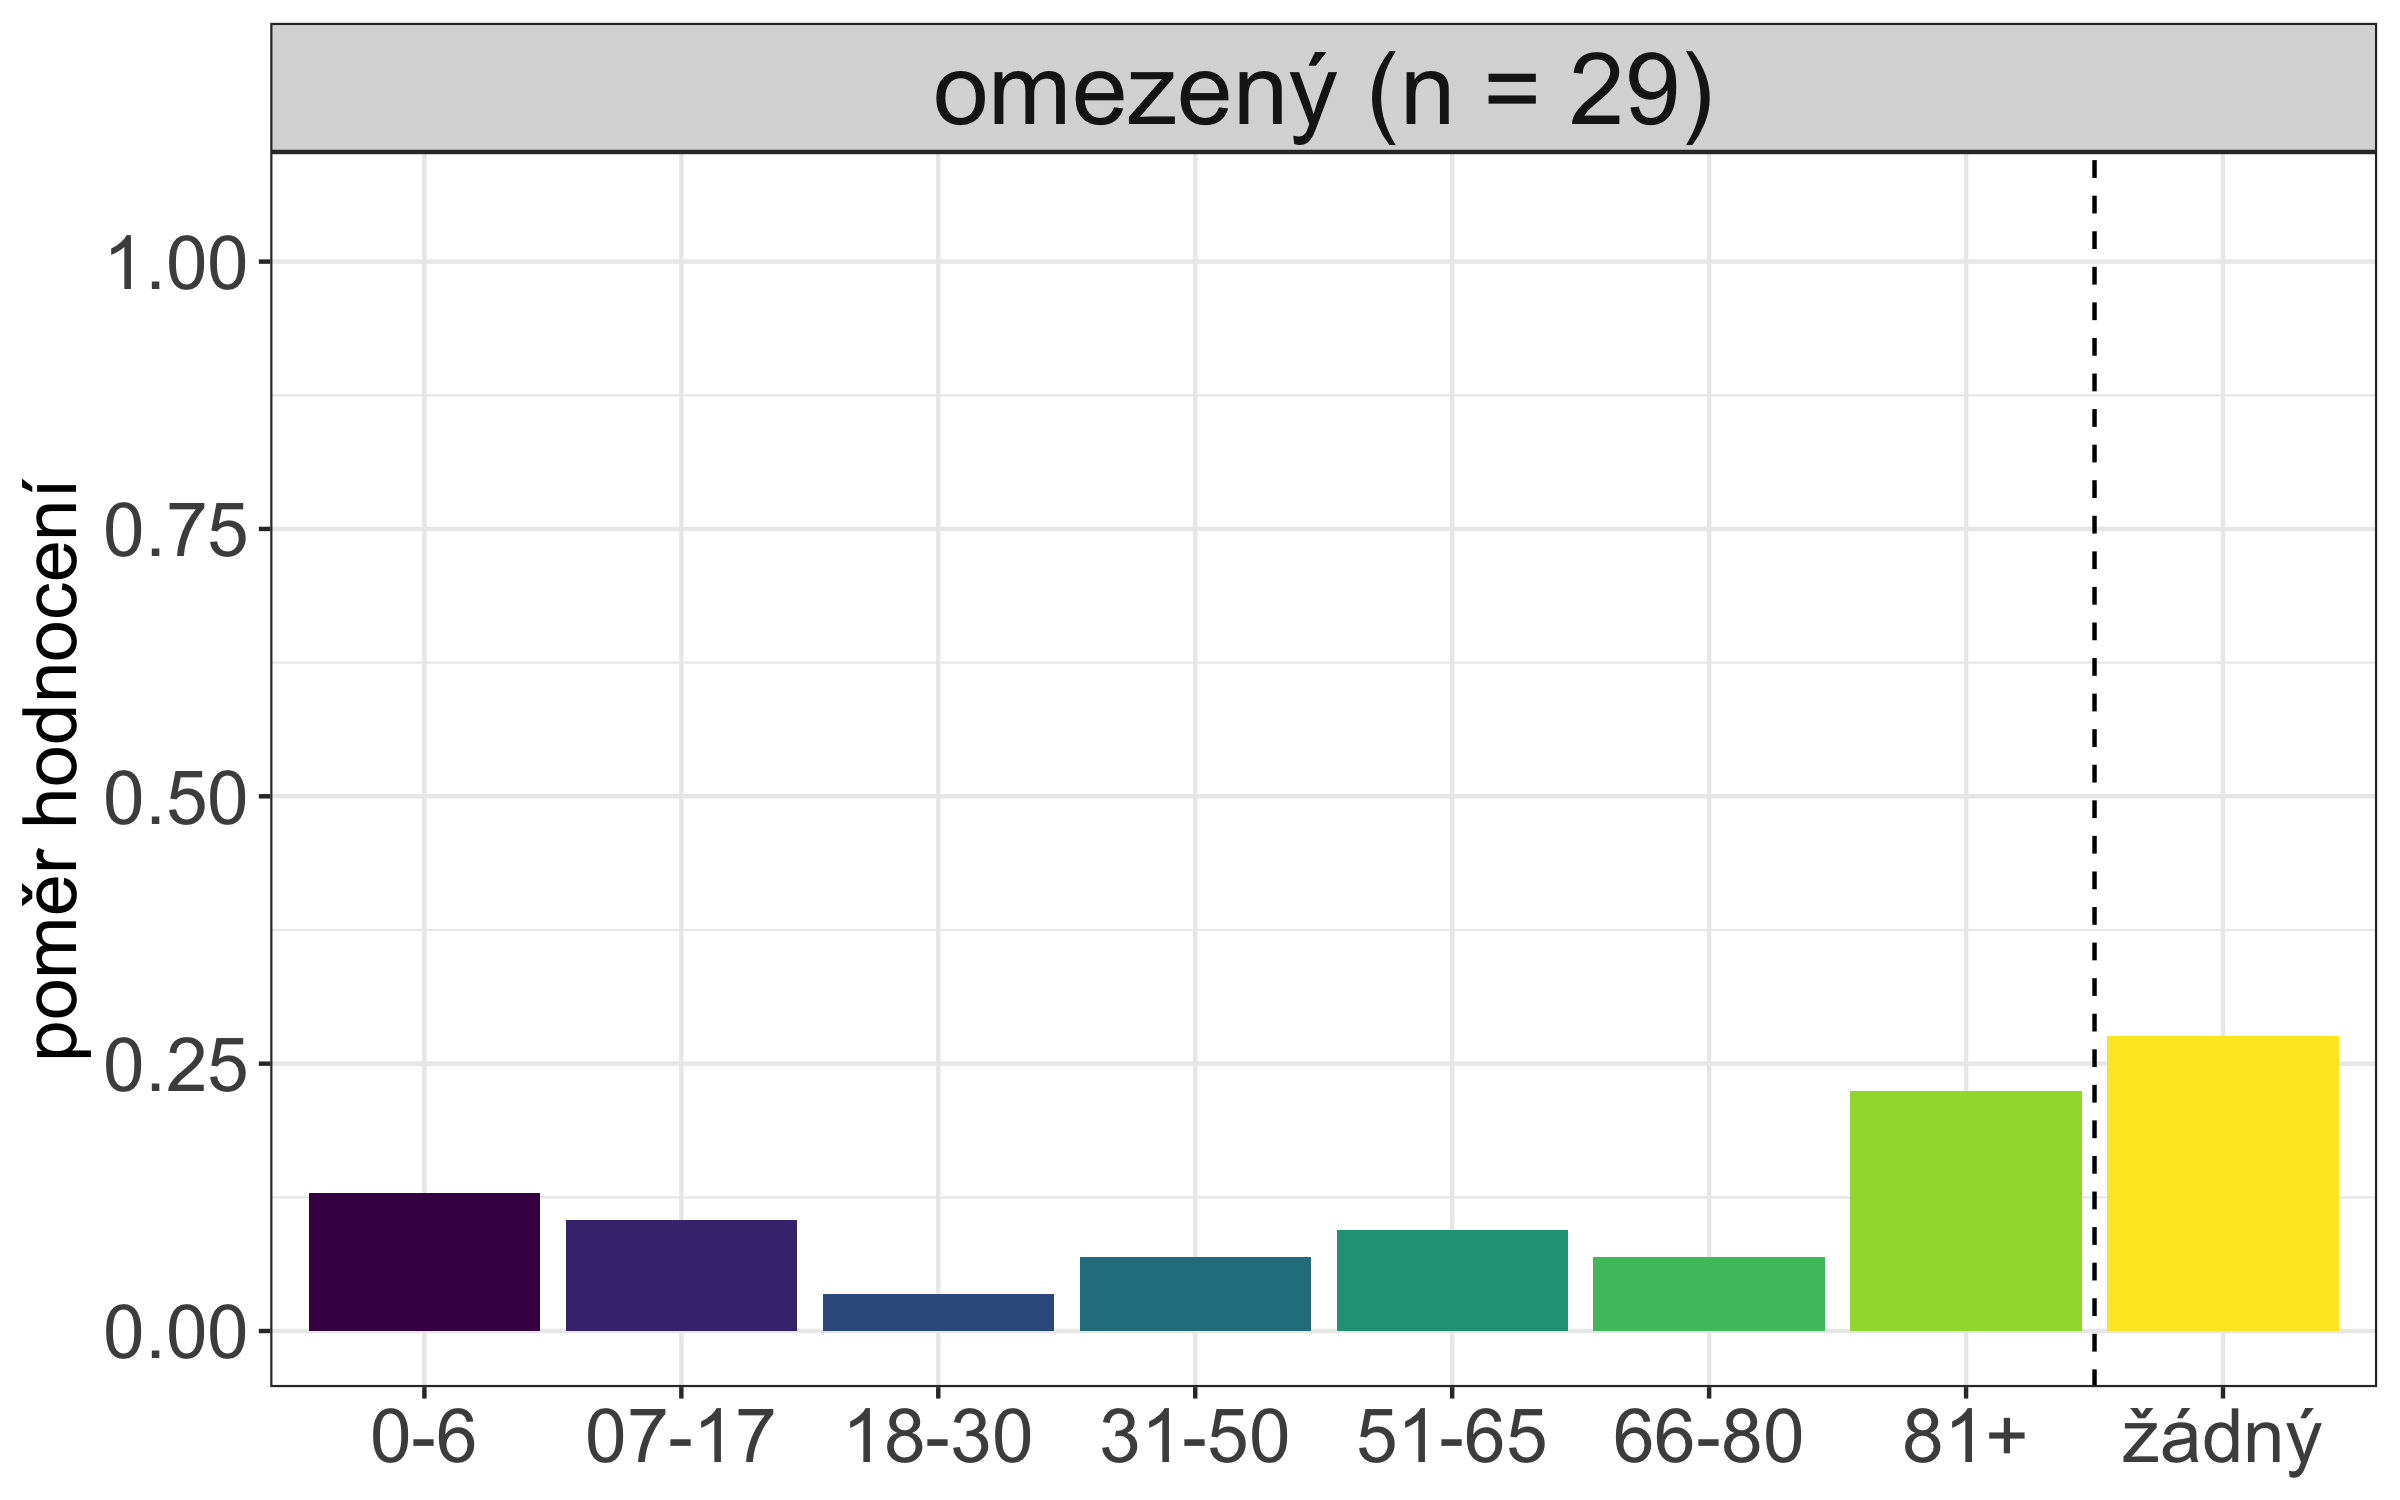 omezený (n = 29)
poměr hodnocení
1.00
0.75
0.50
0.25
0.00
0-6 07-17 18-30 31-50 51-65 66-80 81+ žádný